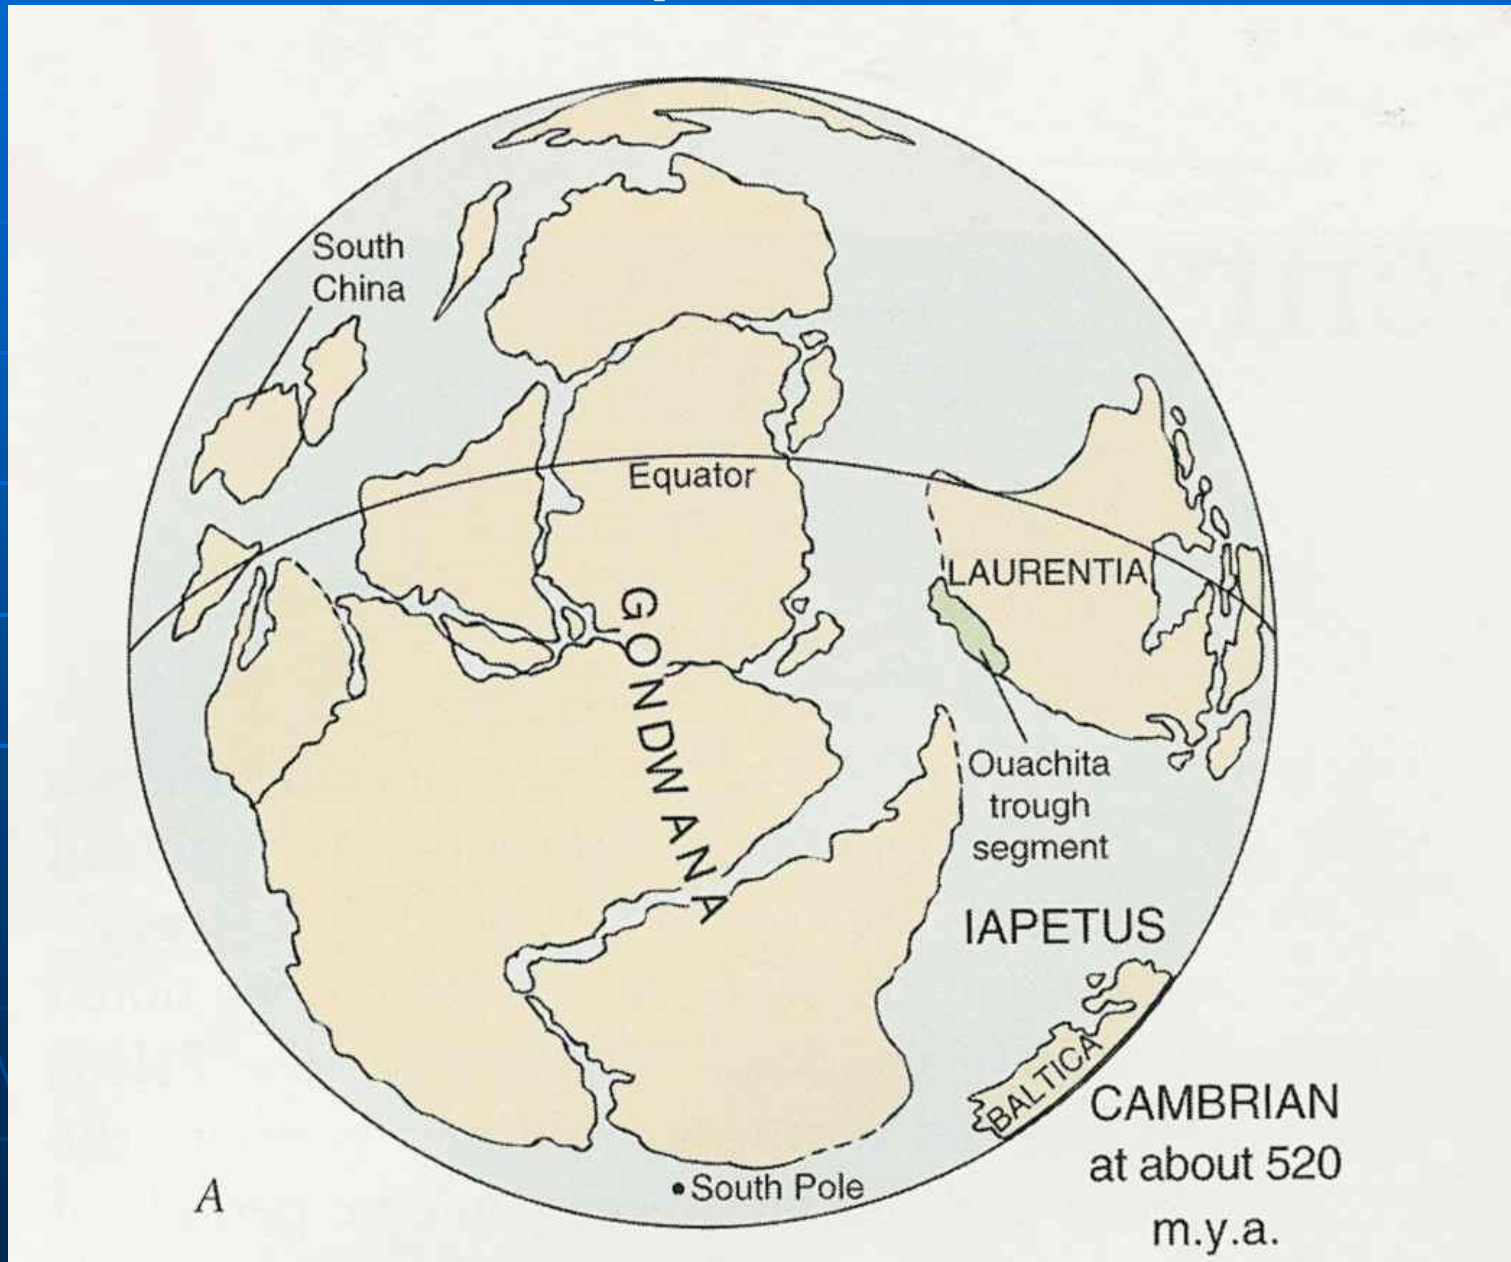 South
China
Equator
LAURENTIA
GONDWANA
Ouachita
trough
segment
IAPETUS
BALTICA
CAMBRIAN
at about 520
m.y.a.
A
South Pole